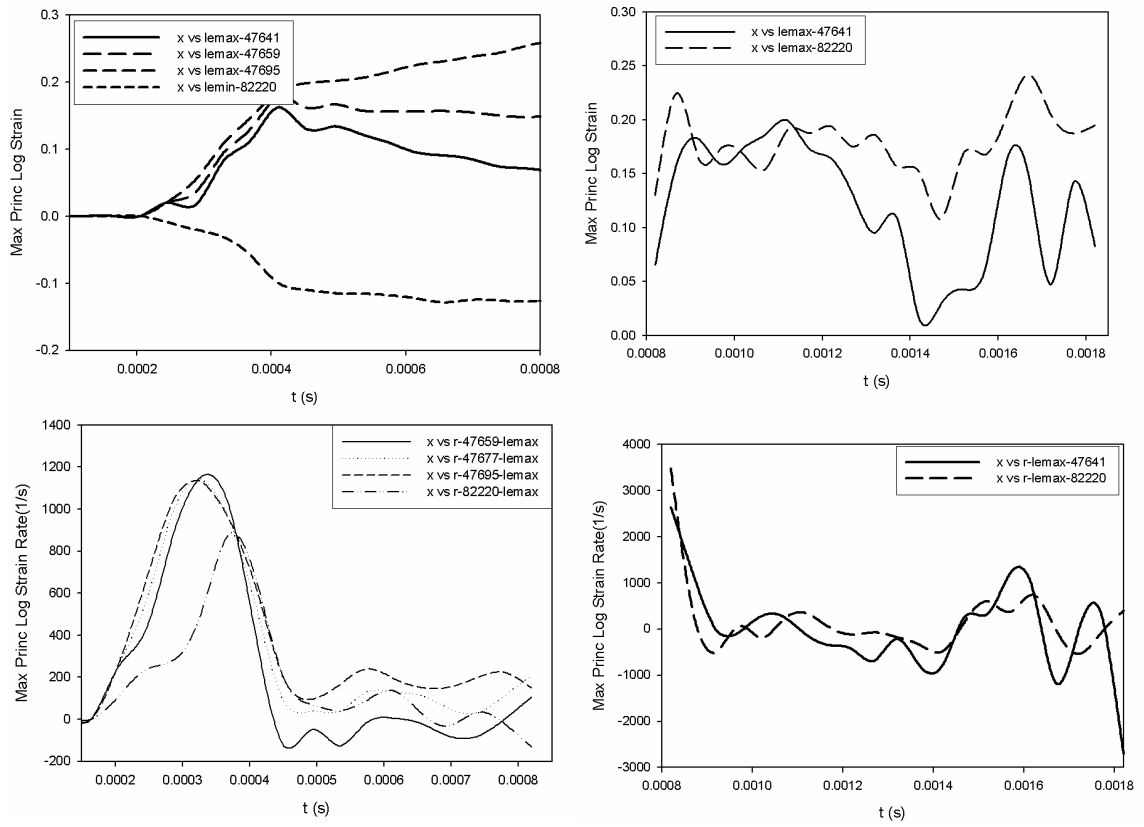 x vs lemax-47641
x vs lemax-47659
x vs lemax-47695
x vs lemin-82220
0.3
0.2
0.1
0.0
-0.1
-0.2
Max Princ Log Strain
0.0002 0.0004 0.0006 0.0008
t (s)
x vs lemax-47641
x vs lemax-82220
0.30
0.25
0.20
0.15
0.10
0.05
0.00
Max Princ Log Strain
0.0008 0.0010 0.0012 0.0014 0.0016 0.0018
t (s)
x vs r-47659-lemax
x vs r-47677-lemax
x vs r-47695-lemax
x vs r-82220-lemax
1400
1200
1000
800
600
400
200
0
-200
Max Princ Log Strain Rate(1/s)
0.0002 0.0003 0.0004 0.0005 0.0006 0.0007 0.0008
t (s)
x vs r-lemax-47641
x vs r-lemax-82220
4000
3000
2000
1000
0
-1000
-2000
-3000
Max Princ Log Strain Rate(1/s)
0.0008 0.0010 0.0012 0.0014 0.0016 0.0018
t (s)